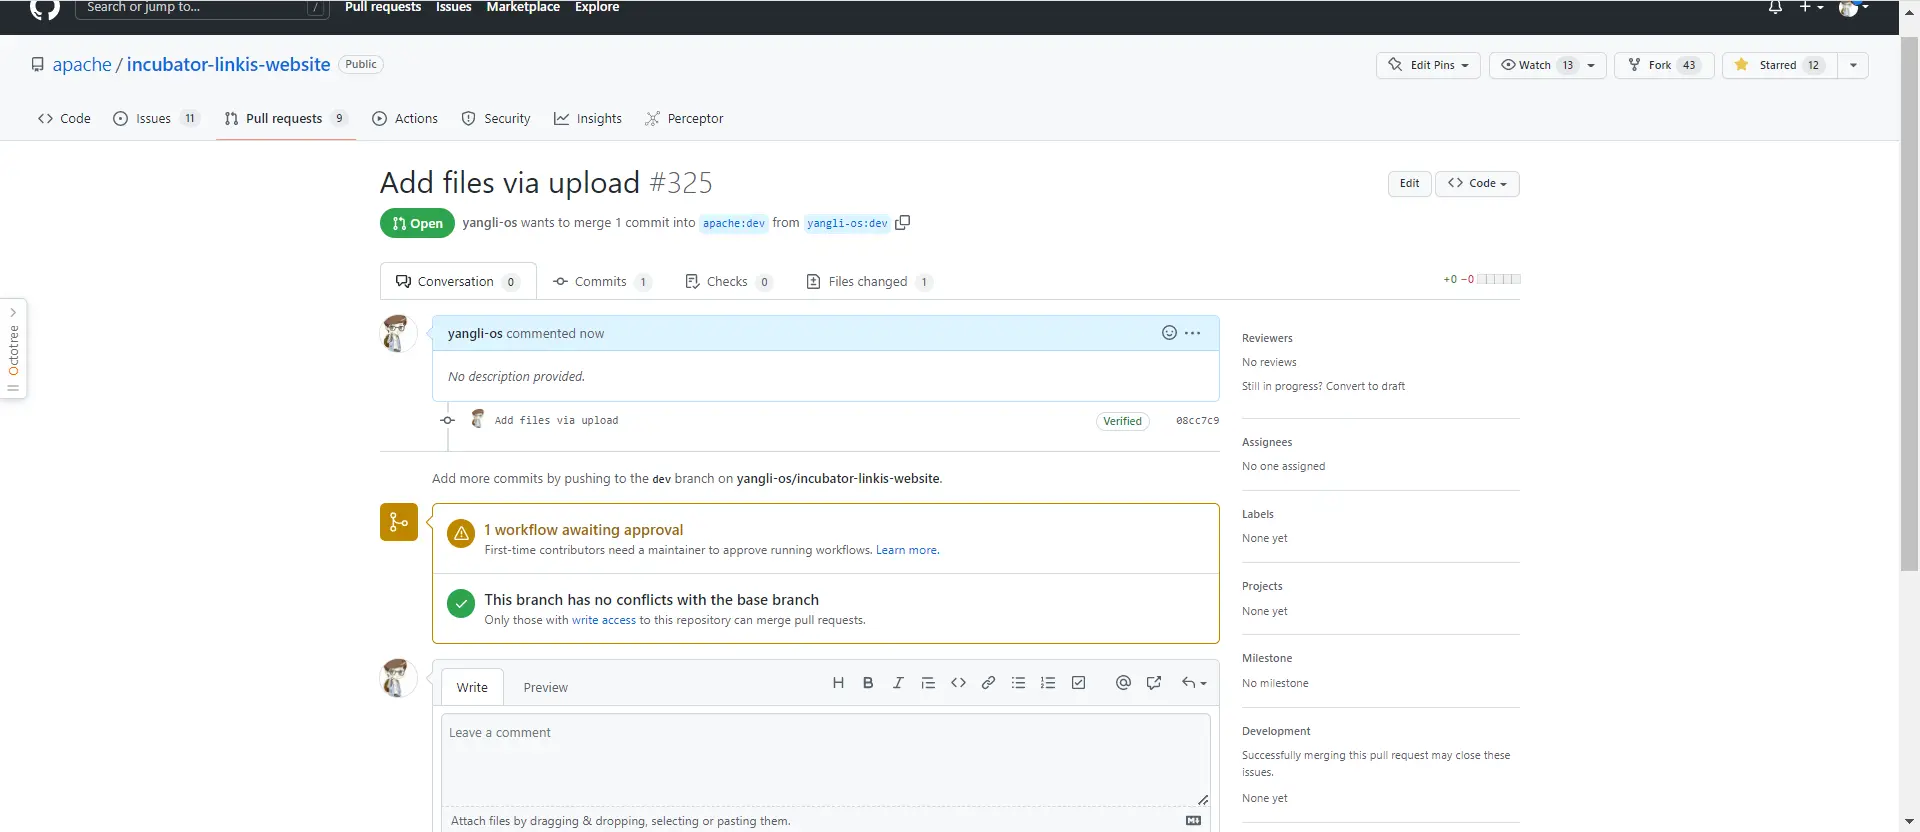 Search or jump to... /
Pull requests Issues Marketplace Explore
apache / incubator-linkis-website Public
Edit Pins Watch 13 Fork 43 Starred 12
Code Issues 11 Pull requests 9 Actions Security Insights Perceptor
Add files via upload #325
Edit Code
Open yangli-os wants to merge 1 commit into apache:dev from yangli-os:dev
Conversation 0 Commits 1 Checks 0 Files changed 1
+0 −0
Octotree
yangli-os commented now
No description provided.
Add files via upload Verified 08cc7c9
Add more commits by pushing to the dev branch on yangli-os/incubator-linkis-website.
1 workflow awaiting approval
First-time contributors need a maintainer to approve running workflows. Learn more.
This branch has no conflicts with the base branch
Only those with write access to this repository can merge pull requests.
Write Preview
H B I @
Leave a comment
Attach files by dragging & dropping, selecting or pasting them.
Reviewers
No reviews
Still in progress? Convert to draft
Assignees
No one assigned
Labels
None yet
Projects
None yet
Milestone
No milestone
Development
Successfully merging this pull request may close these
issues.
None yet